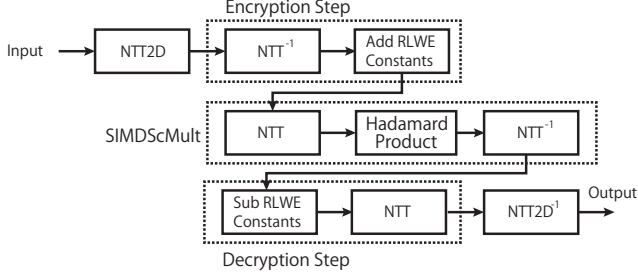 Encryption Step
Input
NTT2D
NTT⁻¹
Add RLWE
Constants
SIMDScMult
NTT
Hadamard
Product
NTT⁻¹
Sub RLWE
Constants
NTT
NTT2D⁻¹
Output
Decryption Step